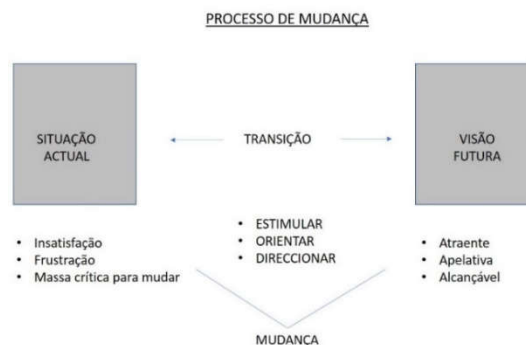 PROCESSO DE MUDANÇA
SITUAÇÃO
ACTUAL
TRANSIÇÃO
VISÃO
FUTURA
• Insatisfação
• Frustração
• Massa crítica para mudar
• ESTIMULAR
• ORIENTAR
• DIRECCIONAR
• Atraente
• Apelativa
• Alcançável
MUDANÇA